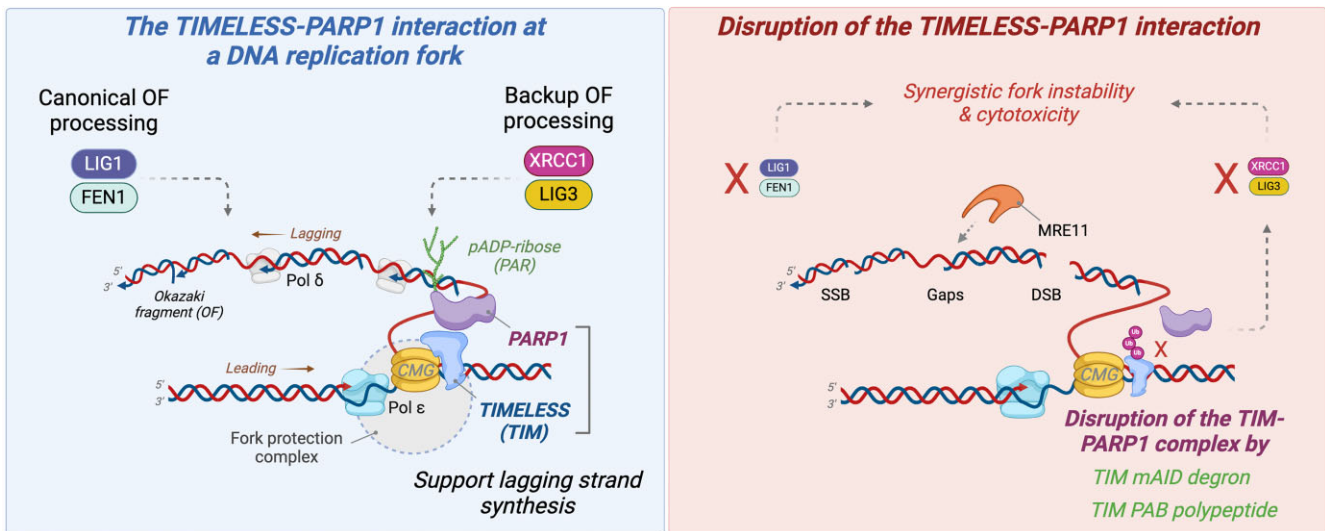 The TIMELESS-PARP1 interaction at
a DNA replication fork
Canonical OF
processing
LIG1
FEN1
Backup OF
processing
XRCC1
LIG3
Lagging
pADP-ribose
(PAR)
5'
3'
Okazaki
fragment (OF)
Pol δ
PARP1
Leading
CMG
5'
3'
Pol ε
TIMELESS
(TIM)
Fork protection
complex
Support lagging strand
synthesis
Disruption of the TIMELESS-PARP1 interaction
Synergistic fork instability
& cytotoxicity
X
LIG1
FEN1
X
XRCC1
LIG3
MRE11
5'
3'
SSB
Gaps
DSB
Ub
Ub
Ub
X
CMG
5'
3'
Disruption of the TIM-
PARP1 complex by
TIM mAID degron
TIM PAB polypeptide